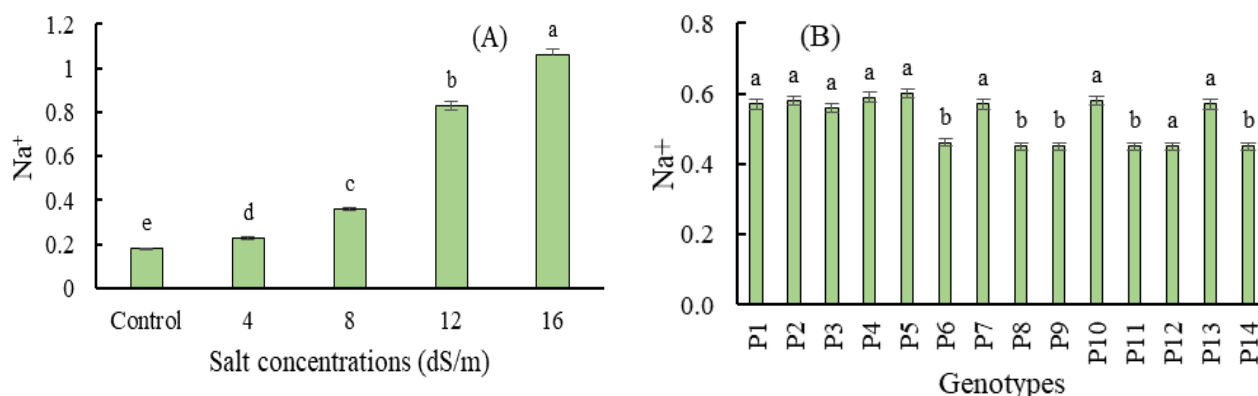 (A)
Na⁺
1.2
1
0.8
0.6
0.4
0.2
0
e
d
c
b
a
Control 4 8 12 16
Salt concentrations (dS/m)
(B)
Na+
0.8
0.6
0.4
0.2
0.0
a a a a a b a b b a b a a b
P1 P2 P3 P4 P5 P6 P7 P8 P9 P10 P11 P12 P13 P14
Genotypes